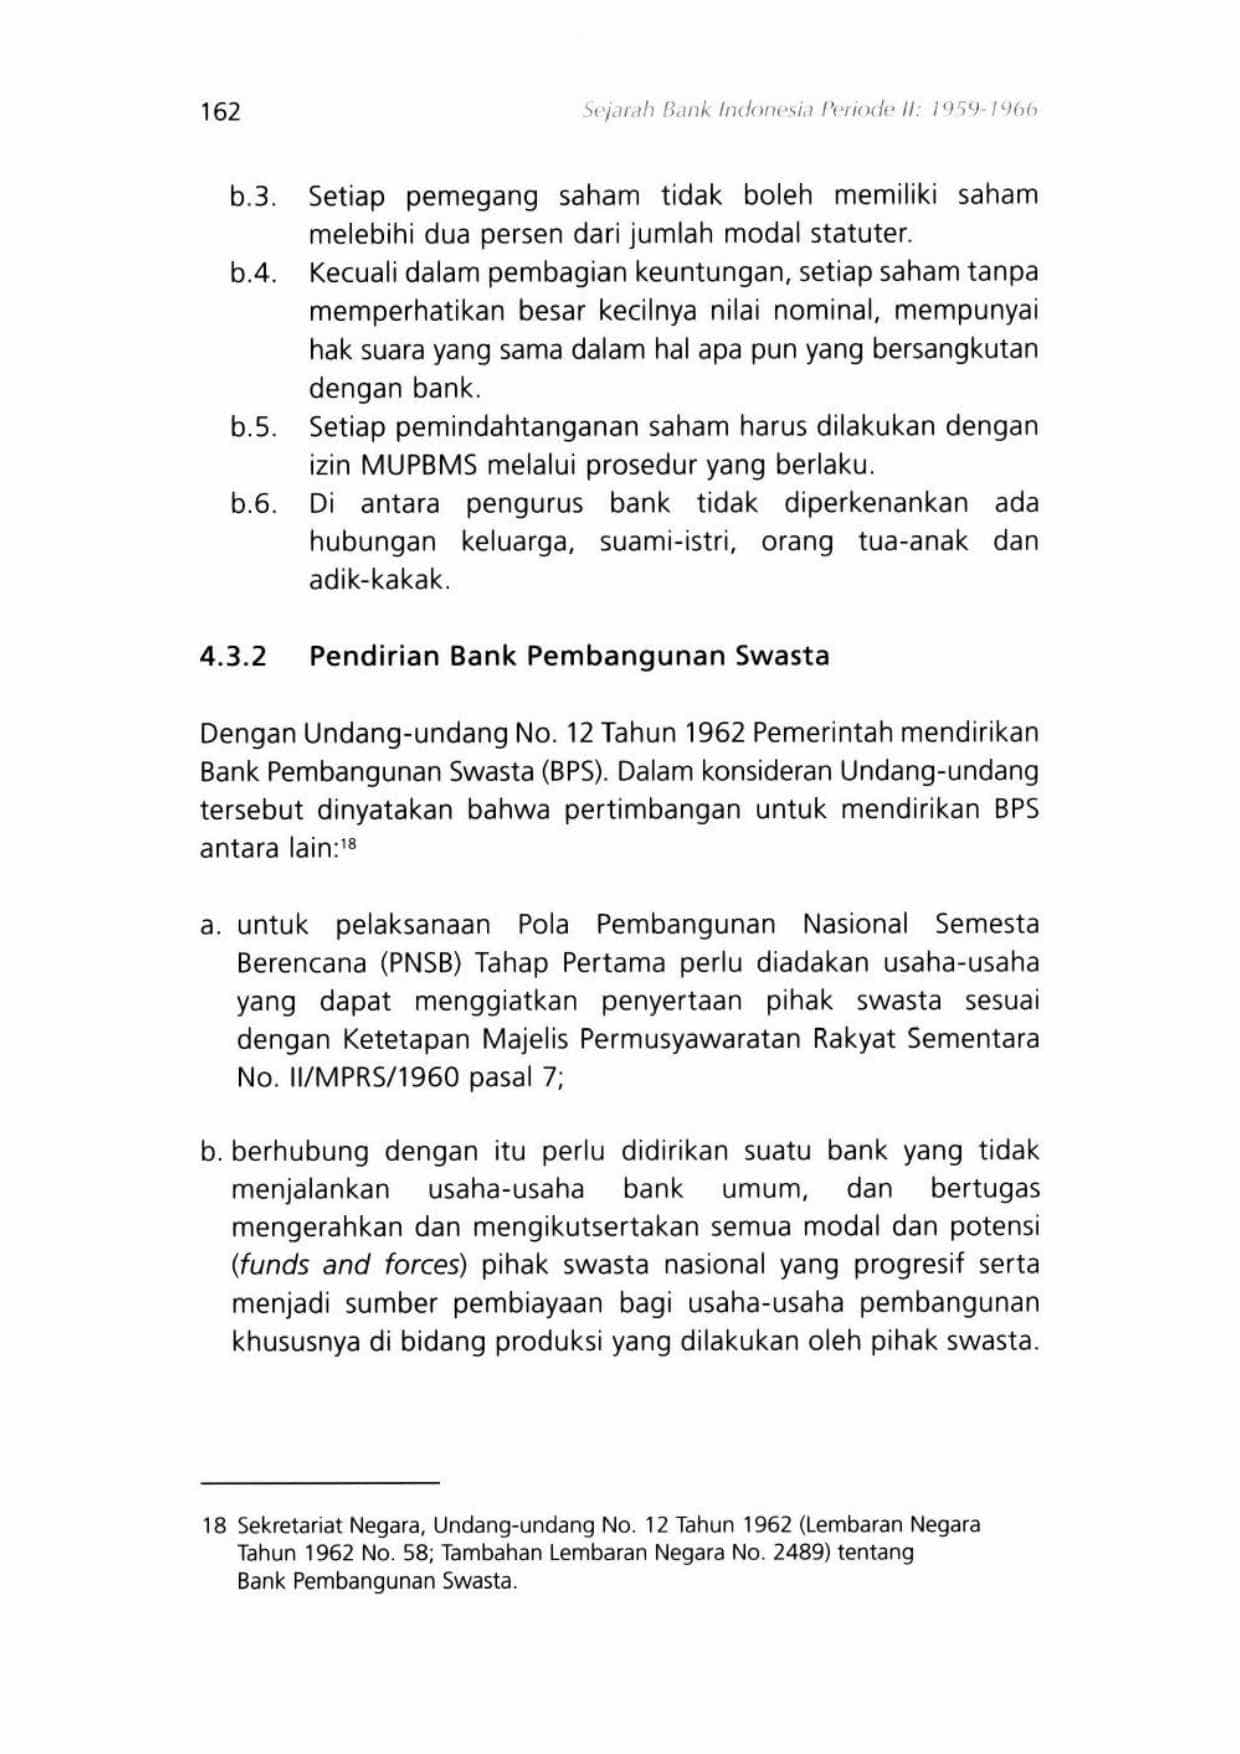 162
Sejarah Bank Indonesia Periode II: 1959-1966
b.3. Setiap pemegang saham tidak boleh memiliki saham
melebihi dua persen dari jumlah modal statuter.
b.4. Kecuali dalam pembagian keuntungan, setiap saham tanpa
memperhatikan besar kecilnya nilai nominal, mempunyai
hak suara yang sama dalam hal apa pun yang bersangkutan
dengan bank.
b.5. Setiap pemindahtanganan saham harus dilakukan dengan
izin MUPBMS melalui prosedur yang berlaku.
b.6. Di antara pengurus bank tidak diperkenankan ada
hubungan keluarga, suami-istri, orang tua-anak dan
adik-kakak.
4.3.2 Pendirian Bank Pembangunan Swasta
Dengan Undang-undang No. 12 Tahun 1962 Pemerintah mendirikan
Bank Pembangunan Swasta (BPS). Dalam konsideran Undang-undang
tersebut dinyatakan bahwa pertimbangan untuk mendirikan BPS
antara lain:¹⁸
a. untuk pelaksanaan Pola Pembangunan Nasional Semesta
Berencana (PNSB) Tahap Pertama perlu diadakan usaha-usaha
yang dapat menggiatkan penyertaan pihak swasta sesuai
dengan Ketetapan Majelis Permusyawaratan Rakyat Sementara
No. II/MPRS/1960 pasal 7;
b. berhubung dengan itu perlu didirikan suatu bank yang tidak
menjalankan usaha-usaha bank umum, dan bertugas
mengerahkan dan mengikutsertakan semua modal dan potensi
(funds and forces) pihak swasta nasional yang progresif serta
menjadi sumber pembiayaan bagi usaha-usaha pembangunan
khususnya di bidang produksi yang dilakukan oleh pihak swasta.
18 Sekretariat Negara, Undang-undang No. 12 Tahun 1962 (Lembaran Negara
Tahun 1962 No. 58; Tambahan Lembaran Negara No. 2489) tentang
Bank Pembangunan Swasta.